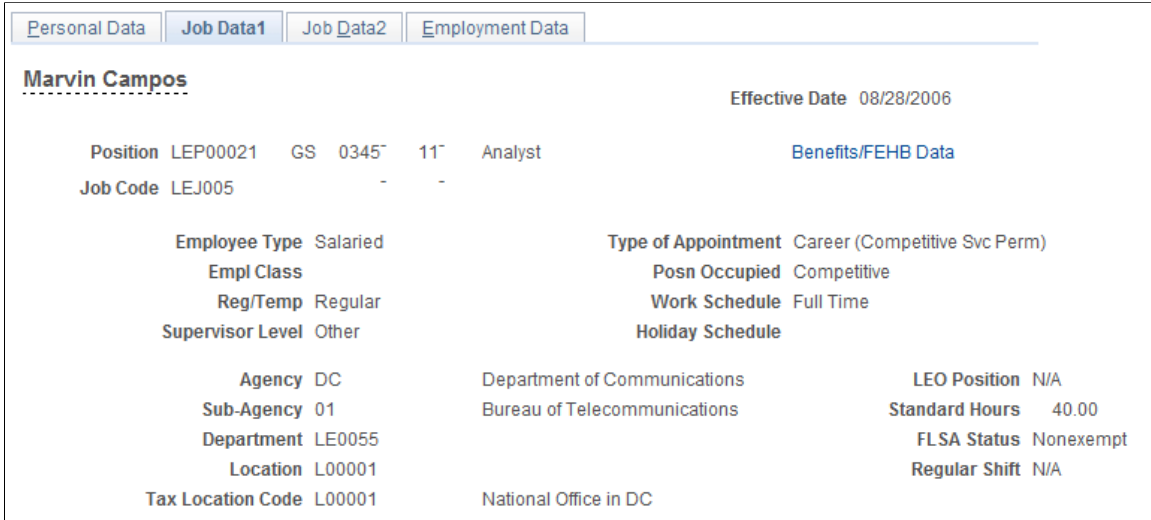 Personal Data Job Data1 Job Data2 Employment Data
Marvin Campos
Effective Date 08/28/2006
Position LEP00021 GS 0345- 11- Analyst Benefits/FEHB Data
Job Code LEJ005 - -
Employee Type Salaried Type of Appointment Career (Competitive Svc Perm)
Empl Class Posn Occupied Competitive
Reg/Temp Regular Work Schedule Full Time
Supervisor Level Other Holiday Schedule
Agency DC Department of Communications LEO Position N/A
Sub-Agency 01 Bureau of Telecommunications Standard Hours 40.00
Department LE0055 FLSA Status Nonexempt
Location L00001 Regular Shift N/A
Tax Location Code L00001 National Office in DC